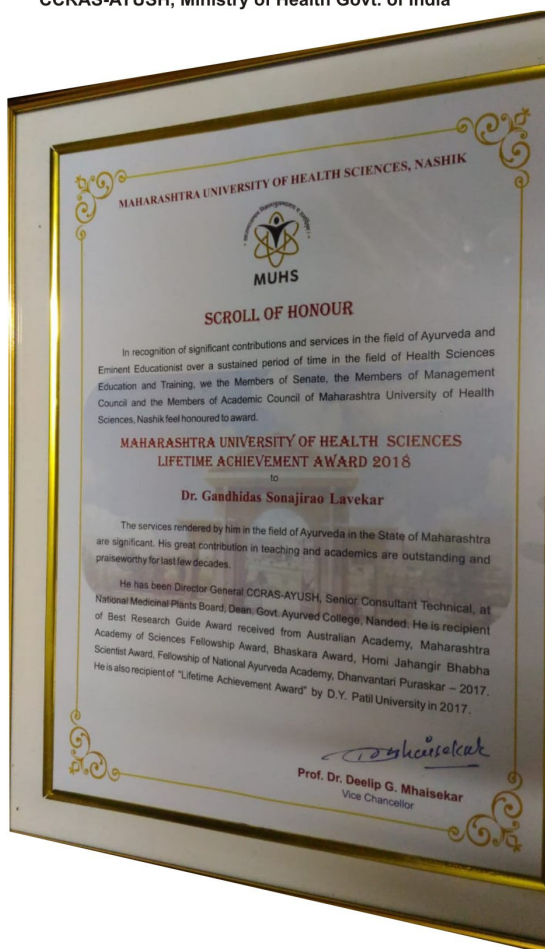 CCRAS-AYUSH, Ministry of Health Govt. of India
MAHARASHTRA UNIVERSITY OF HEALTH SCIENCES, NASHIK
MUHS
SCROLL OF HONOUR
In recognition of significant contributions and services in the field of Ayurveda and
Eminent Educationist over a sustained period of time in the field of Health Sciences
Education and Training, we the Members of Senate, the Members of Management
Council and the Members of Academic Council of Maharashtra University of Health
Sciences, Nashik feel honoured to award.
MAHARASHTRA UNIVERSITY OF HEALTH SCIENCES
LIFETIME ACHIEVEMENT AWARD 2018
to
Dr. Gandhidas Sonajirao Lavekar
The services rendered by him in the field of Ayurveda in the State of Maharashtra
are significant. His great contribution in teaching and academics are outstanding and
praiseworthy for last few decades.
He has been Director General CCRAS-AYUSH, Senior Consultant Technical, at
National Medicinal Plants Board, Dean, Govt. Ayurved College, Nanded. He is recipient
of Best Research Guide Award received from Australian Academy, Maharashtra
Academy of Sciences Fellowship Award, Bhaskara Award, Homi Jahangir Bhabha
Scientist Award, Fellowship of National Ayurveda Academy, Dhanvantari Puraskar – 2017.
He is also recipient of "Lifetime Achievement Award" by D.Y. Patil University in 2017.
Prof. Dr. Deelip G. Mhaisekar
Vice Chancellor